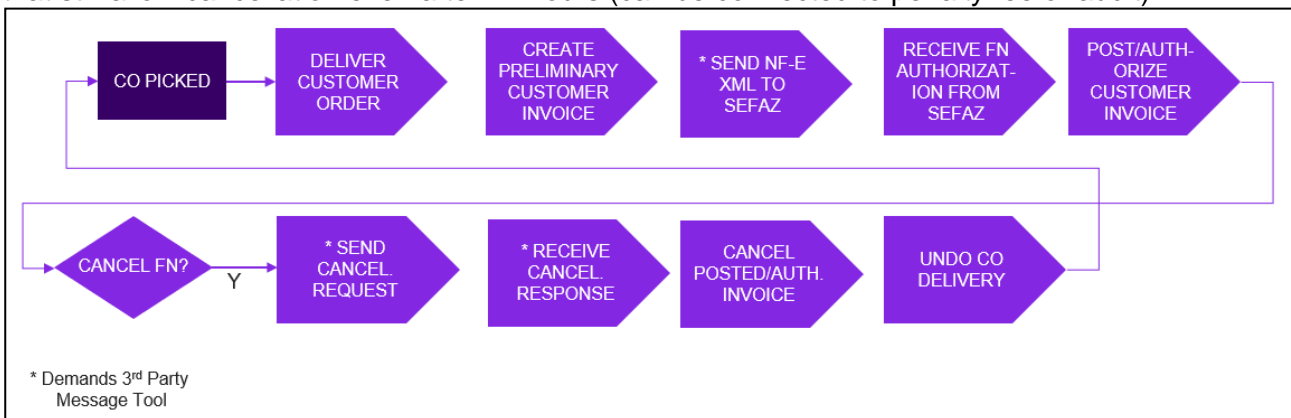 CO PICKED
DELIVER
CUSTOMER
ORDER
CREATE
PRELIMINARY
CUSTOMER
INVOICE
* SEND NF-E
XML TO
SEFAZ
RECEIVE FN
AUTHORIZAT-
ION FROM
SEFAZ
POST/AUTH-
ORIZE
CUSTOMER
INVOICE
CANCEL FN?
Y
* SEND
CANCEL.
REQUEST
* RECEIVE
CANCEL.
RESPONSE
CANCEL
POSTED/AUTH.
INVOICE
UNDO CO
DELIVERY
* Demands 3rd Party
Message Tool